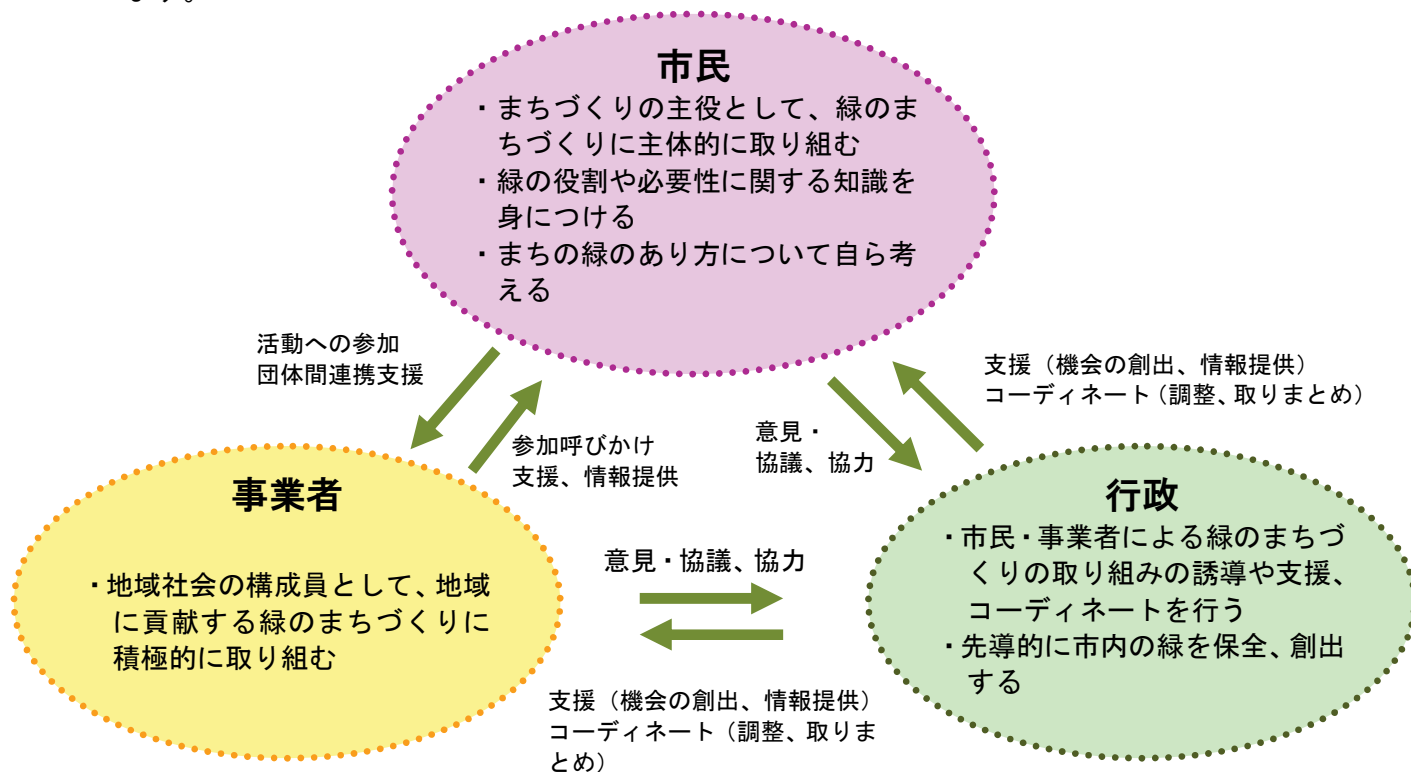 ます。
市民
・まちづくりの主役として、緑のま
ちづくりに主体的に取り組む
・緑の役割や必要性に関する知識を
身につける
・まちの緑のあり方について自ら考
える
活動への参加
団体間連携支援
参加呼びかけ
支援、情報提供
意見・
協議、協力
支援（機会の創出、情報提供）
コーディネート（調整、取りまとめ）
事業者
・地域社会の構成員として、地域
に貢献する緑のまちづくりに
積極的に取り組む
意見・協議、協力
支援（機会の創出、情報提供）
コーディネート（調整、取りま
とめ）
行政
・市民・事業者による緑のまちづ
くりの取り組みの誘導や支援、
コーディネートを行う
・先導的に市内の緑を保全、創出
する